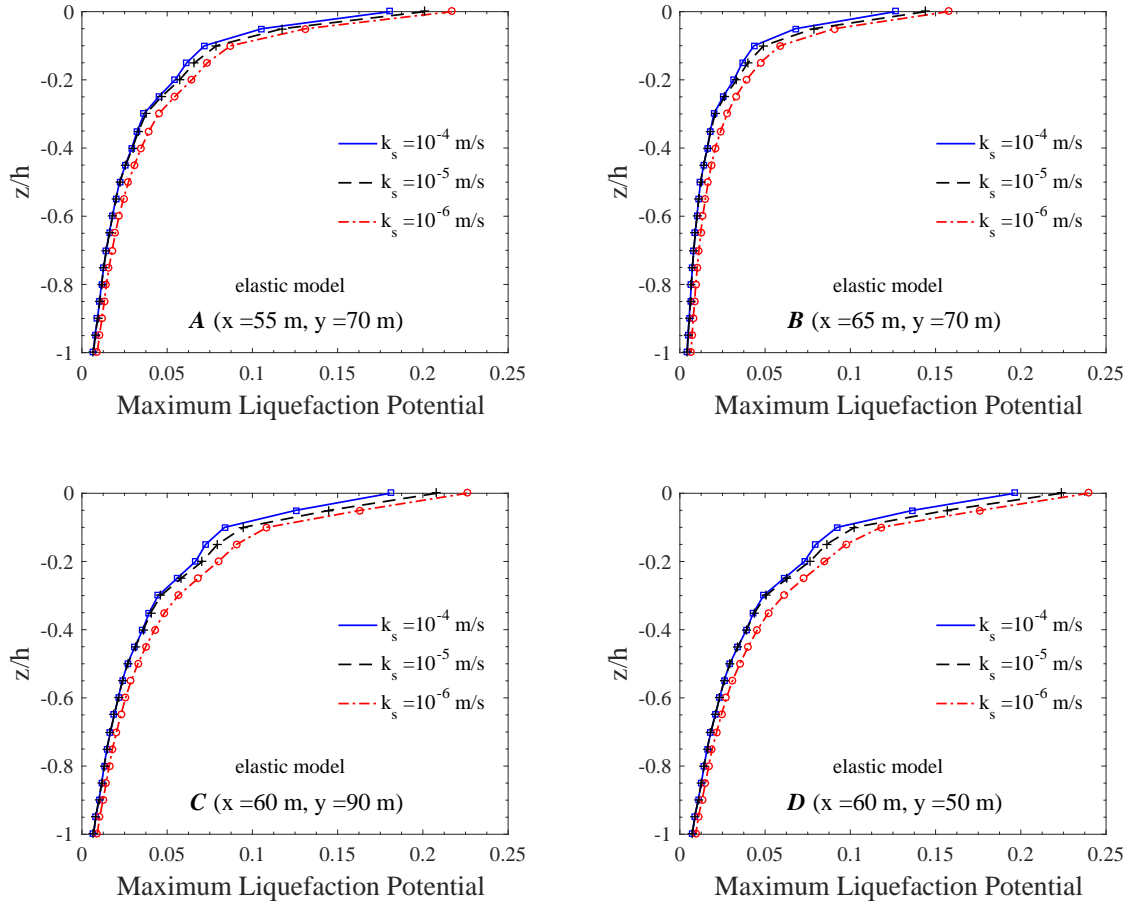 0
-0.2
-0.4
-0.6
-0.8
-1
z/h
k_s =10^-4 m/s
k_s =10^-5 m/s
k_s =10^-6 m/s
elastic model
A (x =55 m, y =70 m)
0 0.05 0.1 0.15 0.2 0.25
Maximum Liquefaction Potential
0
-0.2
-0.4
-0.6
-0.8
-1
z/h
k_s =10^-4 m/s
k_s =10^-5 m/s
k_s =10^-6 m/s
elastic model
B (x =65 m, y =70 m)
0 0.05 0.1 0.15 0.2 0.25
Maximum Liquefaction Potential
0
-0.2
-0.4
-0.6
-0.8
-1
z/h
k_s =10^-4 m/s
k_s =10^-5 m/s
k_s =10^-6 m/s
elastic model
C (x =60 m, y =90 m)
0 0.05 0.1 0.15 0.2 0.25
Maximum Liquefaction Potential
0
-0.2
-0.4
-0.6
-0.8
-1
z/h
k_s =10^-4 m/s
k_s =10^-5 m/s
k_s =10^-6 m/s
elastic model
D (x =60 m, y =50 m)
0 0.05 0.1 0.15 0.2 0.25
Maximum Liquefaction Potential